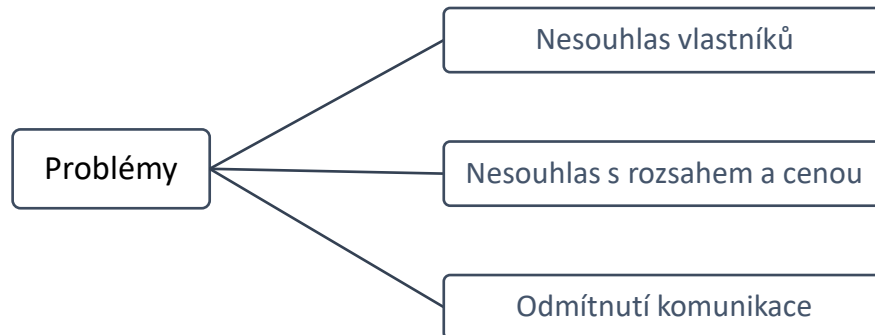 Nesouhlas vlastníků
Problémy
Nesouhlas s rozsahem a cenou
Odmítnutí komunikace